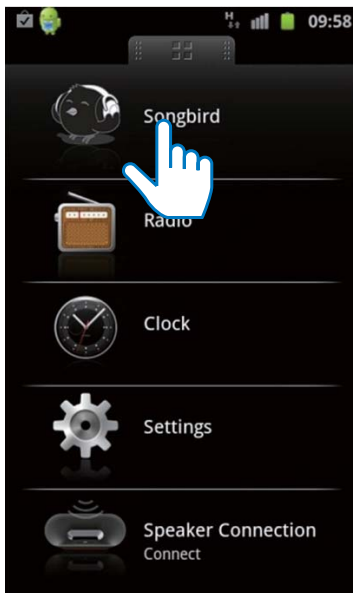 H 09:58
Songbird
Radio
Clock
Settings
Speaker Connection
Connect